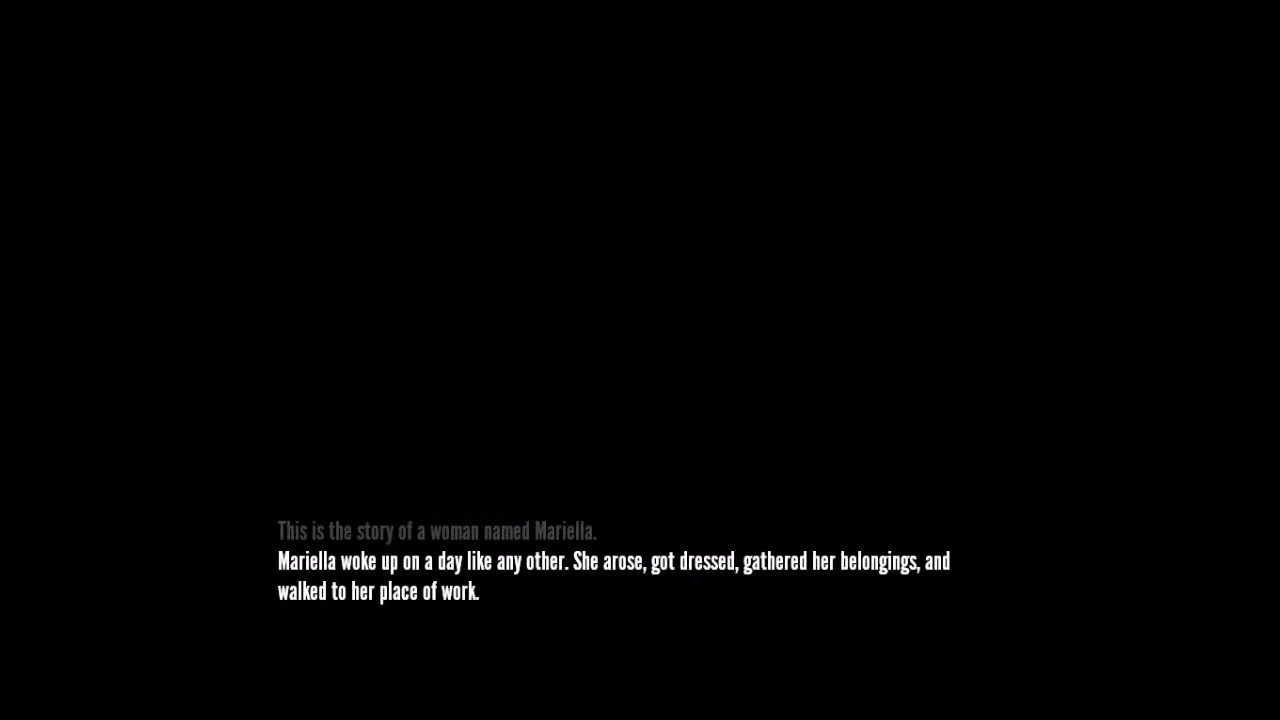 This is the story of a woman named Mariella.
Mariella woke up on a day like any other. She arose, got dressed, gathered her belongings, and
walked to her place of work.